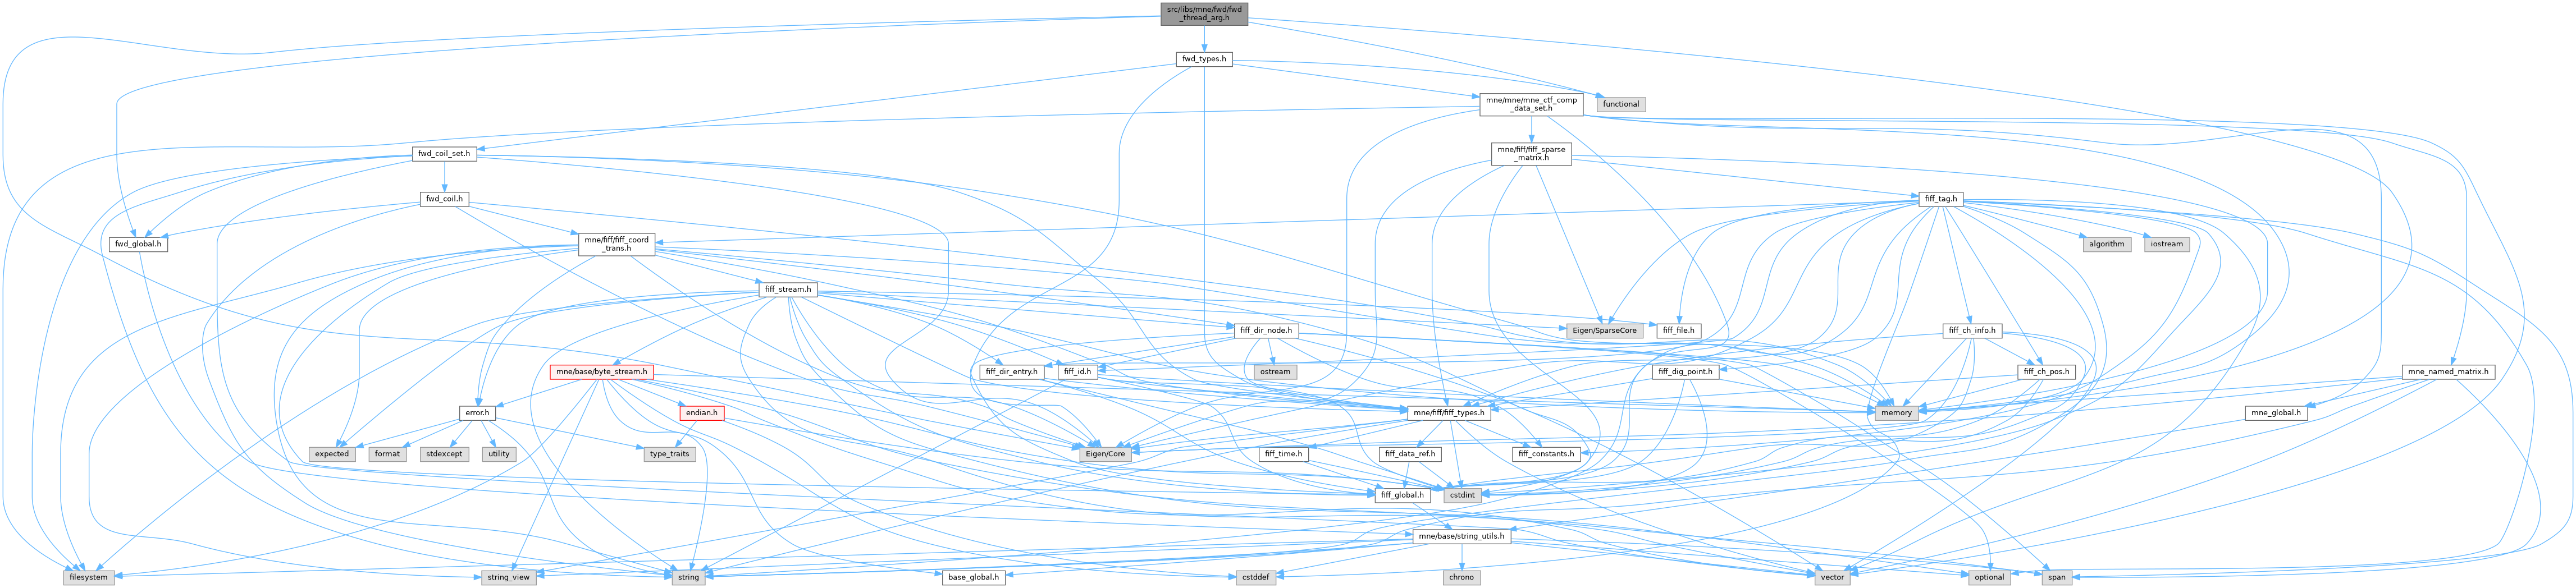 src/libs/mne/fwd/fwd
_thread_arg.h
fwd_types.h
functional
mne/mne/mne_ctf_comp
_data_set.h
fwd_coil_set.h
mne/fiff/fiff_sparse
_matrix.h
fwd_coil.h
fiff_tag.h
fwd_global.h
mne/fiff/fiff_coord
_trans.h
algorithm
iostream
fiff_stream.h
fiff_dir_node.h
Eigen/SparseCore
fiff_file.h
fiff_ch_info.h
mne/base/byte_stream.h
fiff_dir_entry.h
fiff_id.h
ostream
fiff_dig_point.h
fiff_ch_pos.h
mne_named_matrix.h
error.h
endian.h
mne/fiff/fiff_types.h
memory
mne_global.h
expected
format
stdexcept
utility
type_traits
Eigen/Core
fiff_time.h
fiff_data_ref.h
fiff_constants.h
fiff_global.h
cstdint
mne/base/string_utils.h
filesystem
string_view
string
base_global.h
cstddef
chrono
vector
optional
span